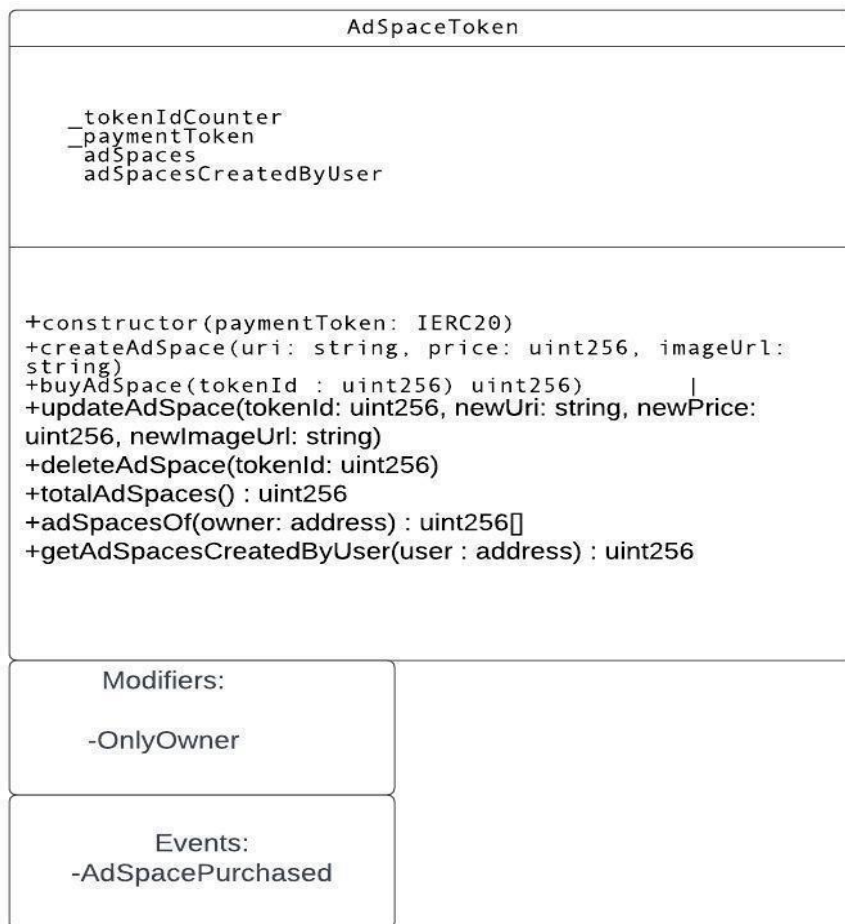 AdSpaceToken
_tokenIdCounter
_paymentToken
adSpaces
adSpacesCreatedByUser
+constructor(paymentToken: IERC20)
+createAdSpace(uri: string, price: uint256, imageUrl:
string)
+buyAdSpace(tokenId : uint256) uint256) |
+updateAdSpace(tokenId: uint256, newUri: string, newPrice:
uint256, newImageUrl: string)
+deleteAdSpace(tokenId: uint256)
+totalAdSpaces() : uint256
+adSpacesOf(owner: address) : uint256[]
+getAdSpacesCreatedByUser(user : address) : uint256
Modifiers:
-OnlyOwner
Events:
-AdSpacePurchased